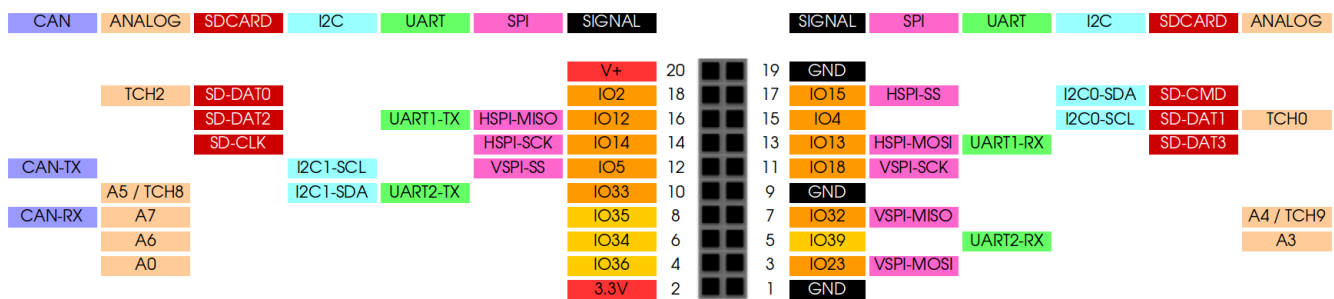 CAN ANALOG SDCARD I2C UART SPI SIGNAL SIGNAL SPI UART I2C SDCARD ANALOG
V+ 20 19 GND
TCH2 SD-DAT0 IO2 18 17 IO15 HSPI-SS I2C0-SDA SD-CMD
SD-DAT2 UART1-TX HSPI-MISO IO12 16 15 IO4 I2C0-SCL SD-DAT1 TCH0
SD-CLK HSPI-SCK IO14 14 13 IO13 HSPI-MOSI UART1-RX SD-DAT3
CAN-TX I2C1-SCL VSPI-SS IO5 12 11 IO18 VSPI-SCK
A5 / TCH8 I2C1-SDA UART2-TX IO33 10 9 GND
CAN-RX A7 IO35 8 7 IO32 VSPI-MISO A4 / TCH9
A6 IO34 6 5 IO39 UART2-RX A3
A0 IO36 4 3 IO23 VSPI-MOSI
3.3V 2 1 GND